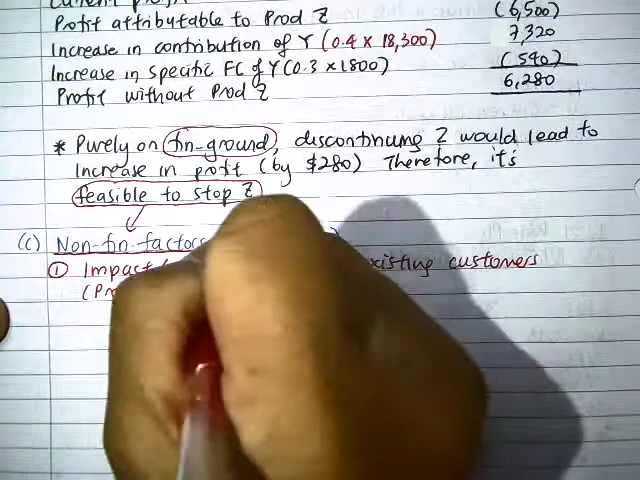 Profit attributable to Prod Z (6,500)
Increase in contribution of Y (0.4 x 18,300) 7,320
Increase in specific FC of Y (0.3 x 1800) (540)
Profit without Prod Z 6,280
* Purely on fin-ground, discontinuing Z would lead to
increase in profit (by $280) Therefore, it's
feasible to stop Z
(c) Non-fin factors
① Impact existing customers